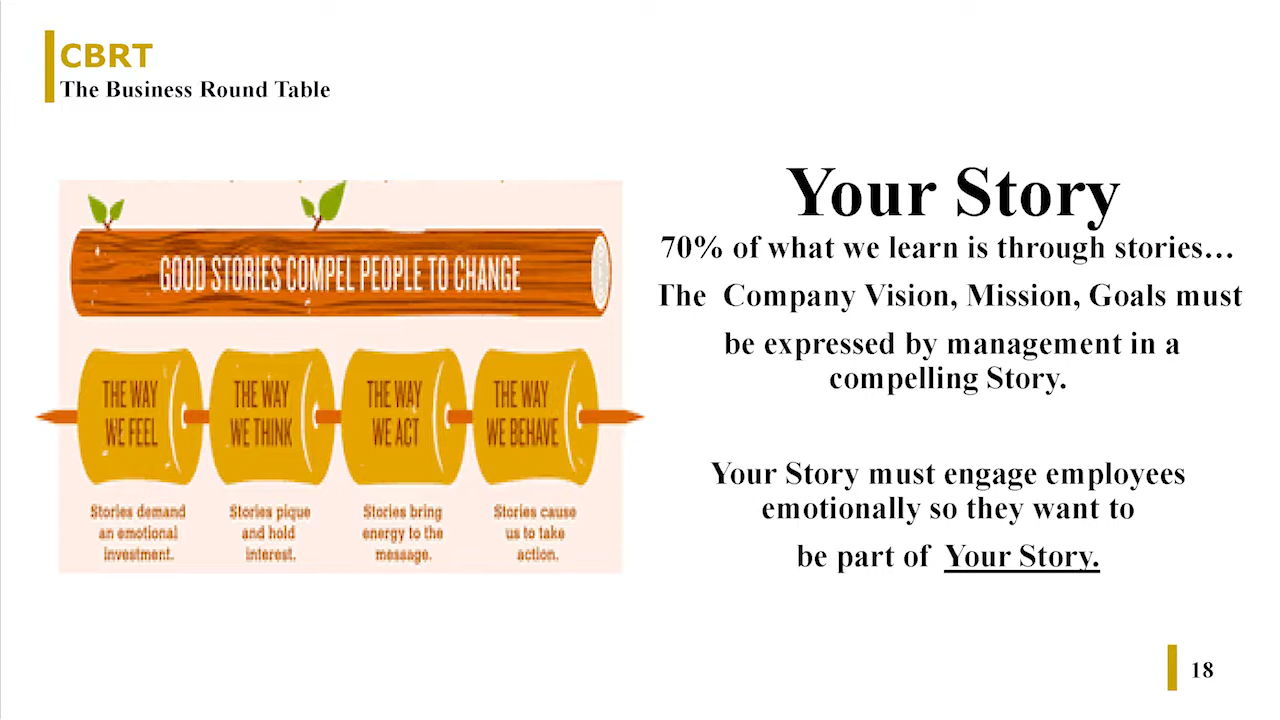 CBRT
The Business Round Table
GOOD STORIES COMPEL PEOPLE TO CHANGE
THE WAY
WE FEEL
THE WAY
WE THINK
THE WAY
WE ACT
THE WAY
WE BEHAVE
Stories demand
an emotional
investment.
Stories pique
and hold
interest.
Stories bring
energy to the
message.
Stories cause
us to take
action.
Your Story
70% of what we learn is through stories…
The Company Vision, Mission, Goals must
be expressed by management in a
compelling Story.
Your Story must engage employees
emotionally so they want to
be part of Your Story.
18